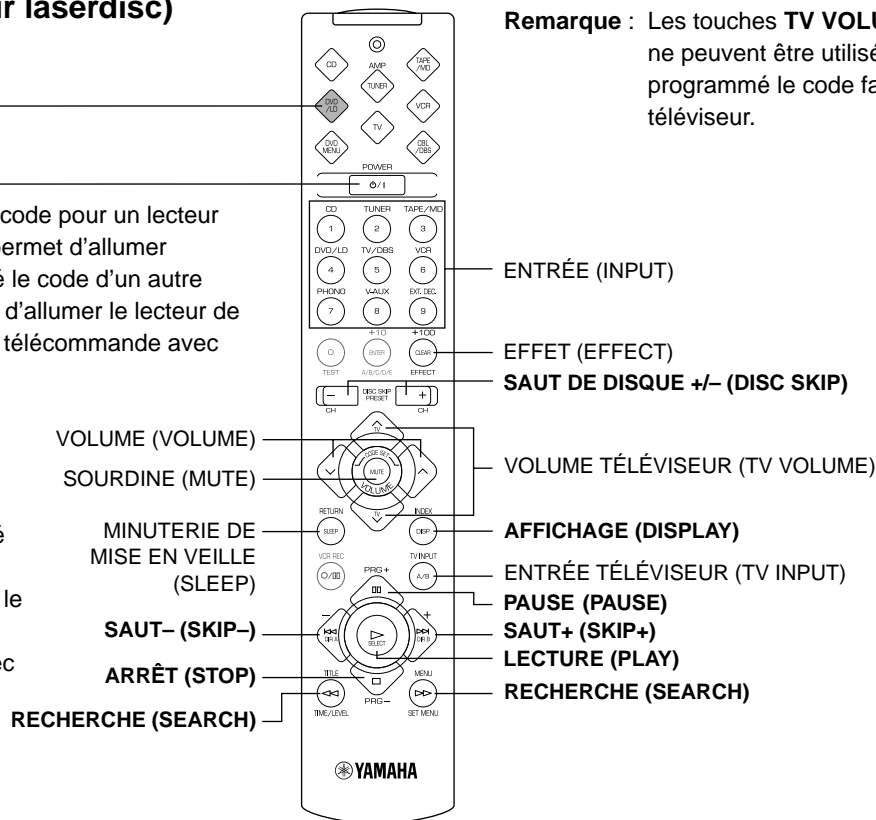 ur laserdisc)
Remarque : Les touches TV VOLU
ne peuvent être utilisé
programmé le code fa
téléviseur.
CD
AMP
TAPE
/MD
TUNER
DVD
/LD
VCR
TV
DVD
MENU
CBL
/DBS
POWER
code pour un lecteur
permet d'allumer
é le code d'un autre
d'allumer le lecteur de
télécommande avec
CD TUNER TAPE/MD
1 2 3
DVD/LD TV/DBS VCR
4 5 6
PHONO V-AUX EXT. DEC.
7 8 9
ENTRÉE (INPUT)
+10 +100
0 ENTER CLEAR
TEST A/B/C/D/E EFFECT
EFFET (EFFECT)
– DISC SKIP +
PRESET
CH CH
SAUT DE DISQUE +/– (DISC SKIP)
TV
CODE SET
MUTE
VOLUME
TV
VOLUME (VOLUME)
SOURDINE (MUTE)
VOLUME TÉLÉVISEUR (TV VOLUME)
RETURN INDEX
SLEEP DISP
é
MINUTERIE DE
MISE EN VEILLE
(SLEEP)
AFFICHAGE (DISPLAY)
VCR REC TV INPUT
A/B
ENTRÉE TÉLÉVISEUR (TV INPUT)
PRG+
PAUSE (PAUSE)
le
– +
DIR A SELECT DIR B
SAUT– (SKIP–)
SAUT+ (SKIP+)
LECTURE (PLAY)
ec
ARRÊT (STOP)
TITLE MENU
RECHERCHE (SEARCH)
RECHERCHE (SEARCH)
TIME/LEVEL PRG– SET MENU
YAMAHA